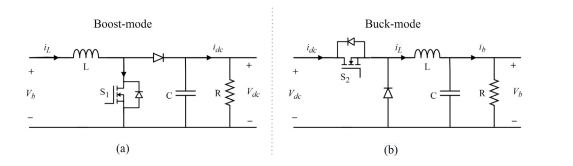 Boost-mode
i_L
L
i_dc
+
+
V_b
S_1
C
R
V_dc
−
−
(a)
Buck-mode
i_dc
i_L
i_b
+
S_2
L
+
V_dc
C
R
V_b
−
−
(b)